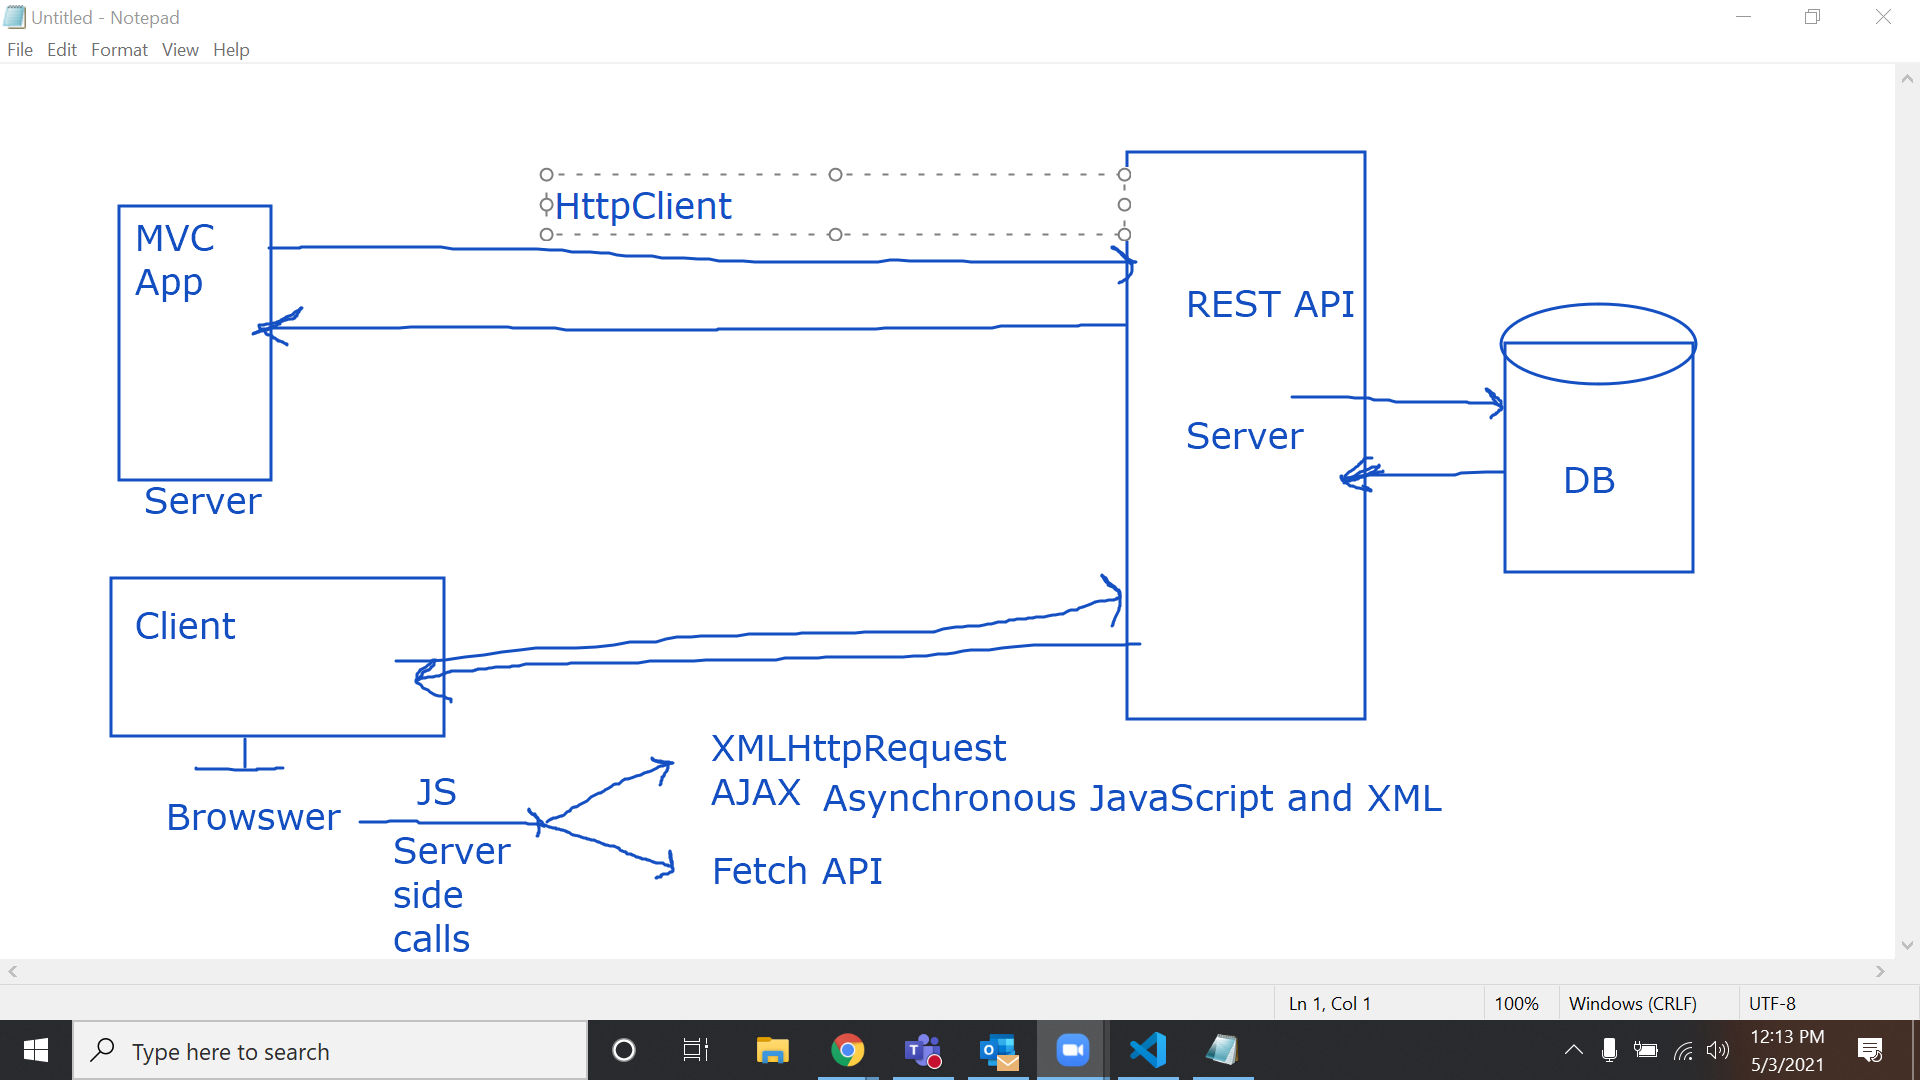 Untitled - Notepad
File Edit Format View Help
HttpClient
MVC
App
REST API
Server
DB
Server
Client
XMLHttpRequest
AJAX Asynchronous JavaScript and XML
JS
Browswer
Server
side
calls
Fetch API
Ln 1, Col 1 100% Windows (CRLF) UTF-8
Type here to search
12:13 PM
5/3/2021